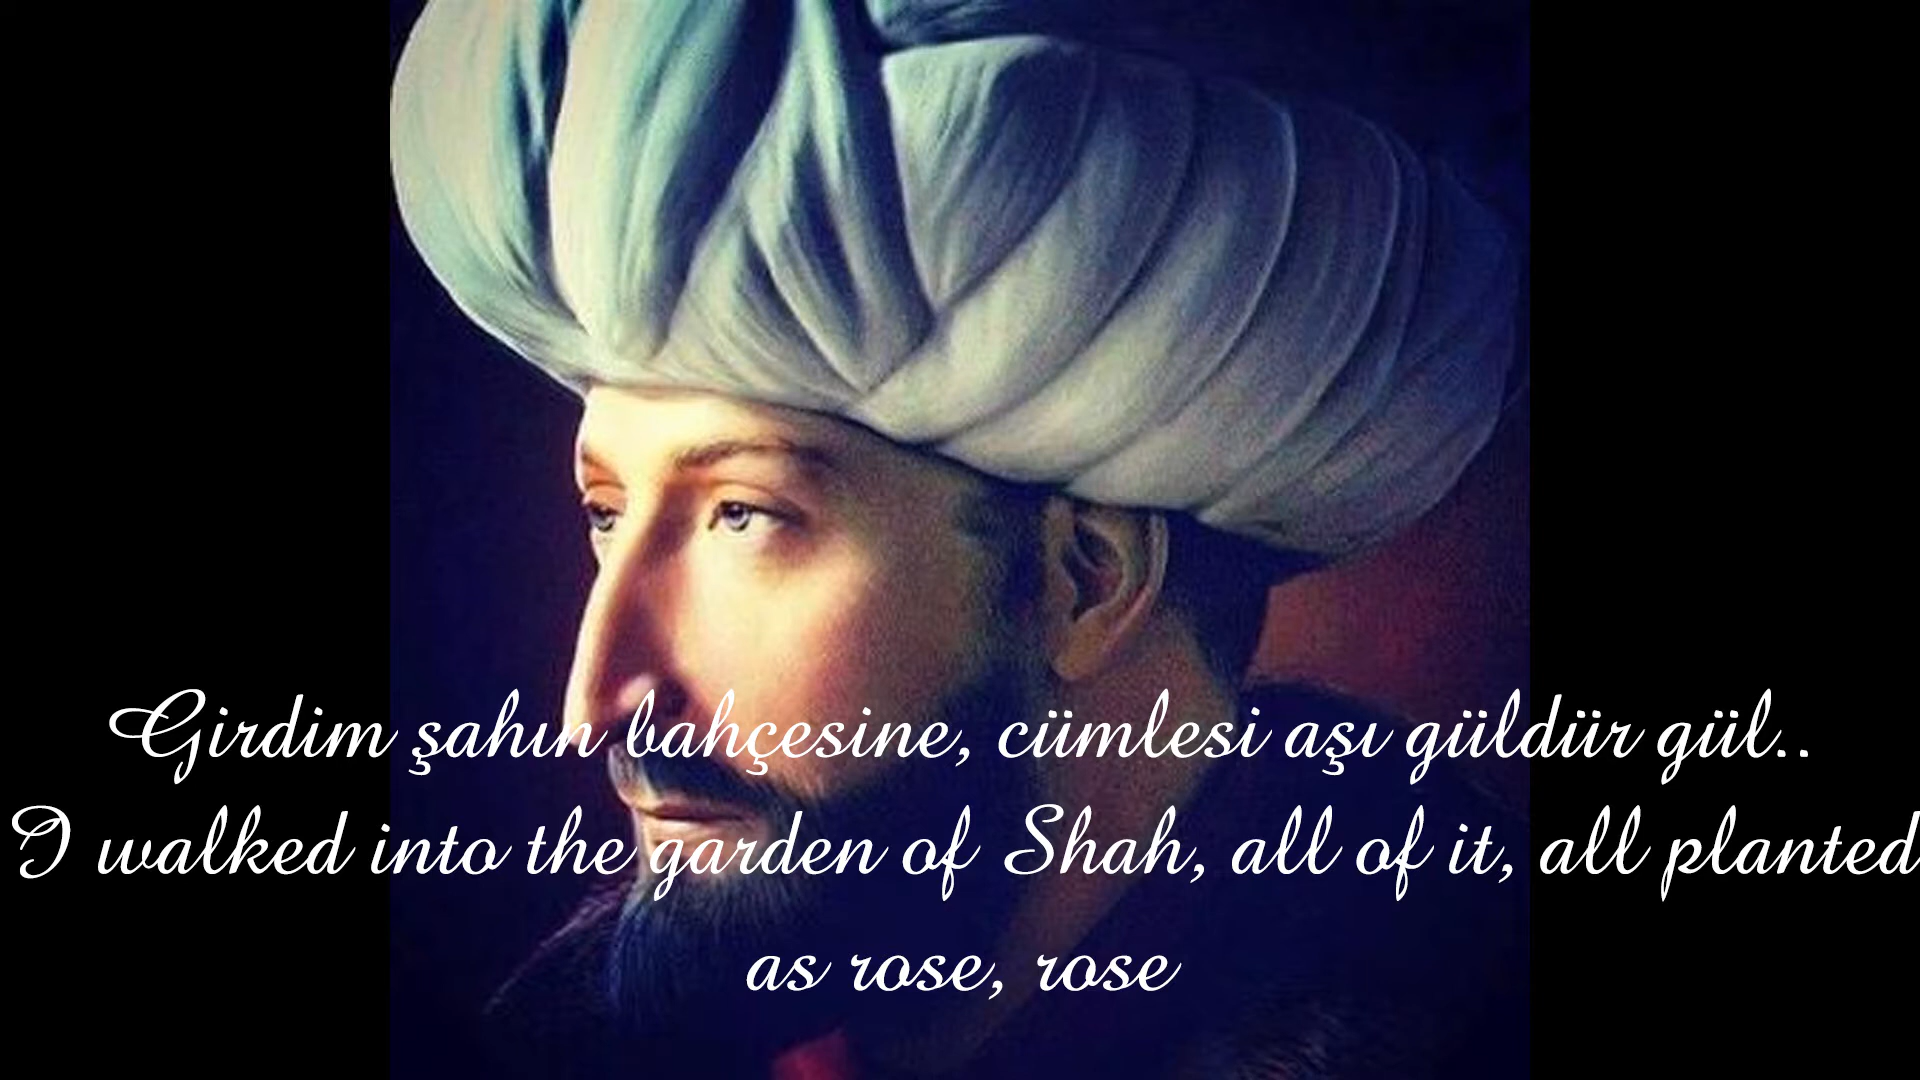 Girdim şahın bahçesine, cümlesi aşı güldür gül..
I walked into the garden of Shah, all of it, all planted
as rose, rose